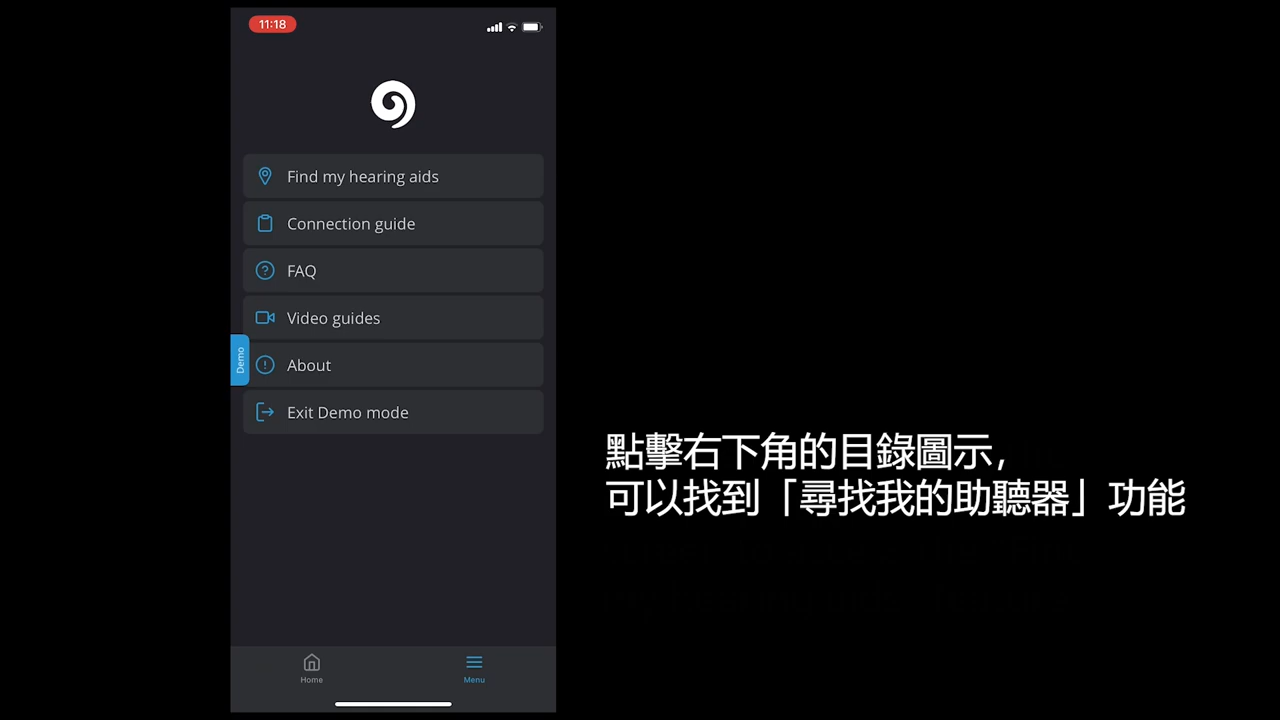 11:18
Find my hearing aids
Connection guide
FAQ
Video guides
Demo
About
Exit Demo mode
點擊右下角的目錄圖示，
可以找到「尋找我的助聽器」功能
Home
Menu